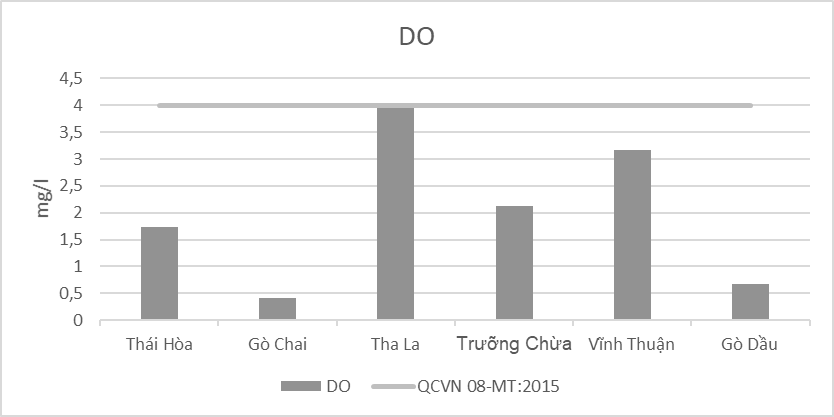 DO
4,5
4
3,5
3
2,5
2
1,5
1
0,5
0
mg/l
Thái Hòa Gò Chai Tha La Trưỡng Chừa Vĩnh Thuận Gò Dầu
DO QCVN 08-MT:2015